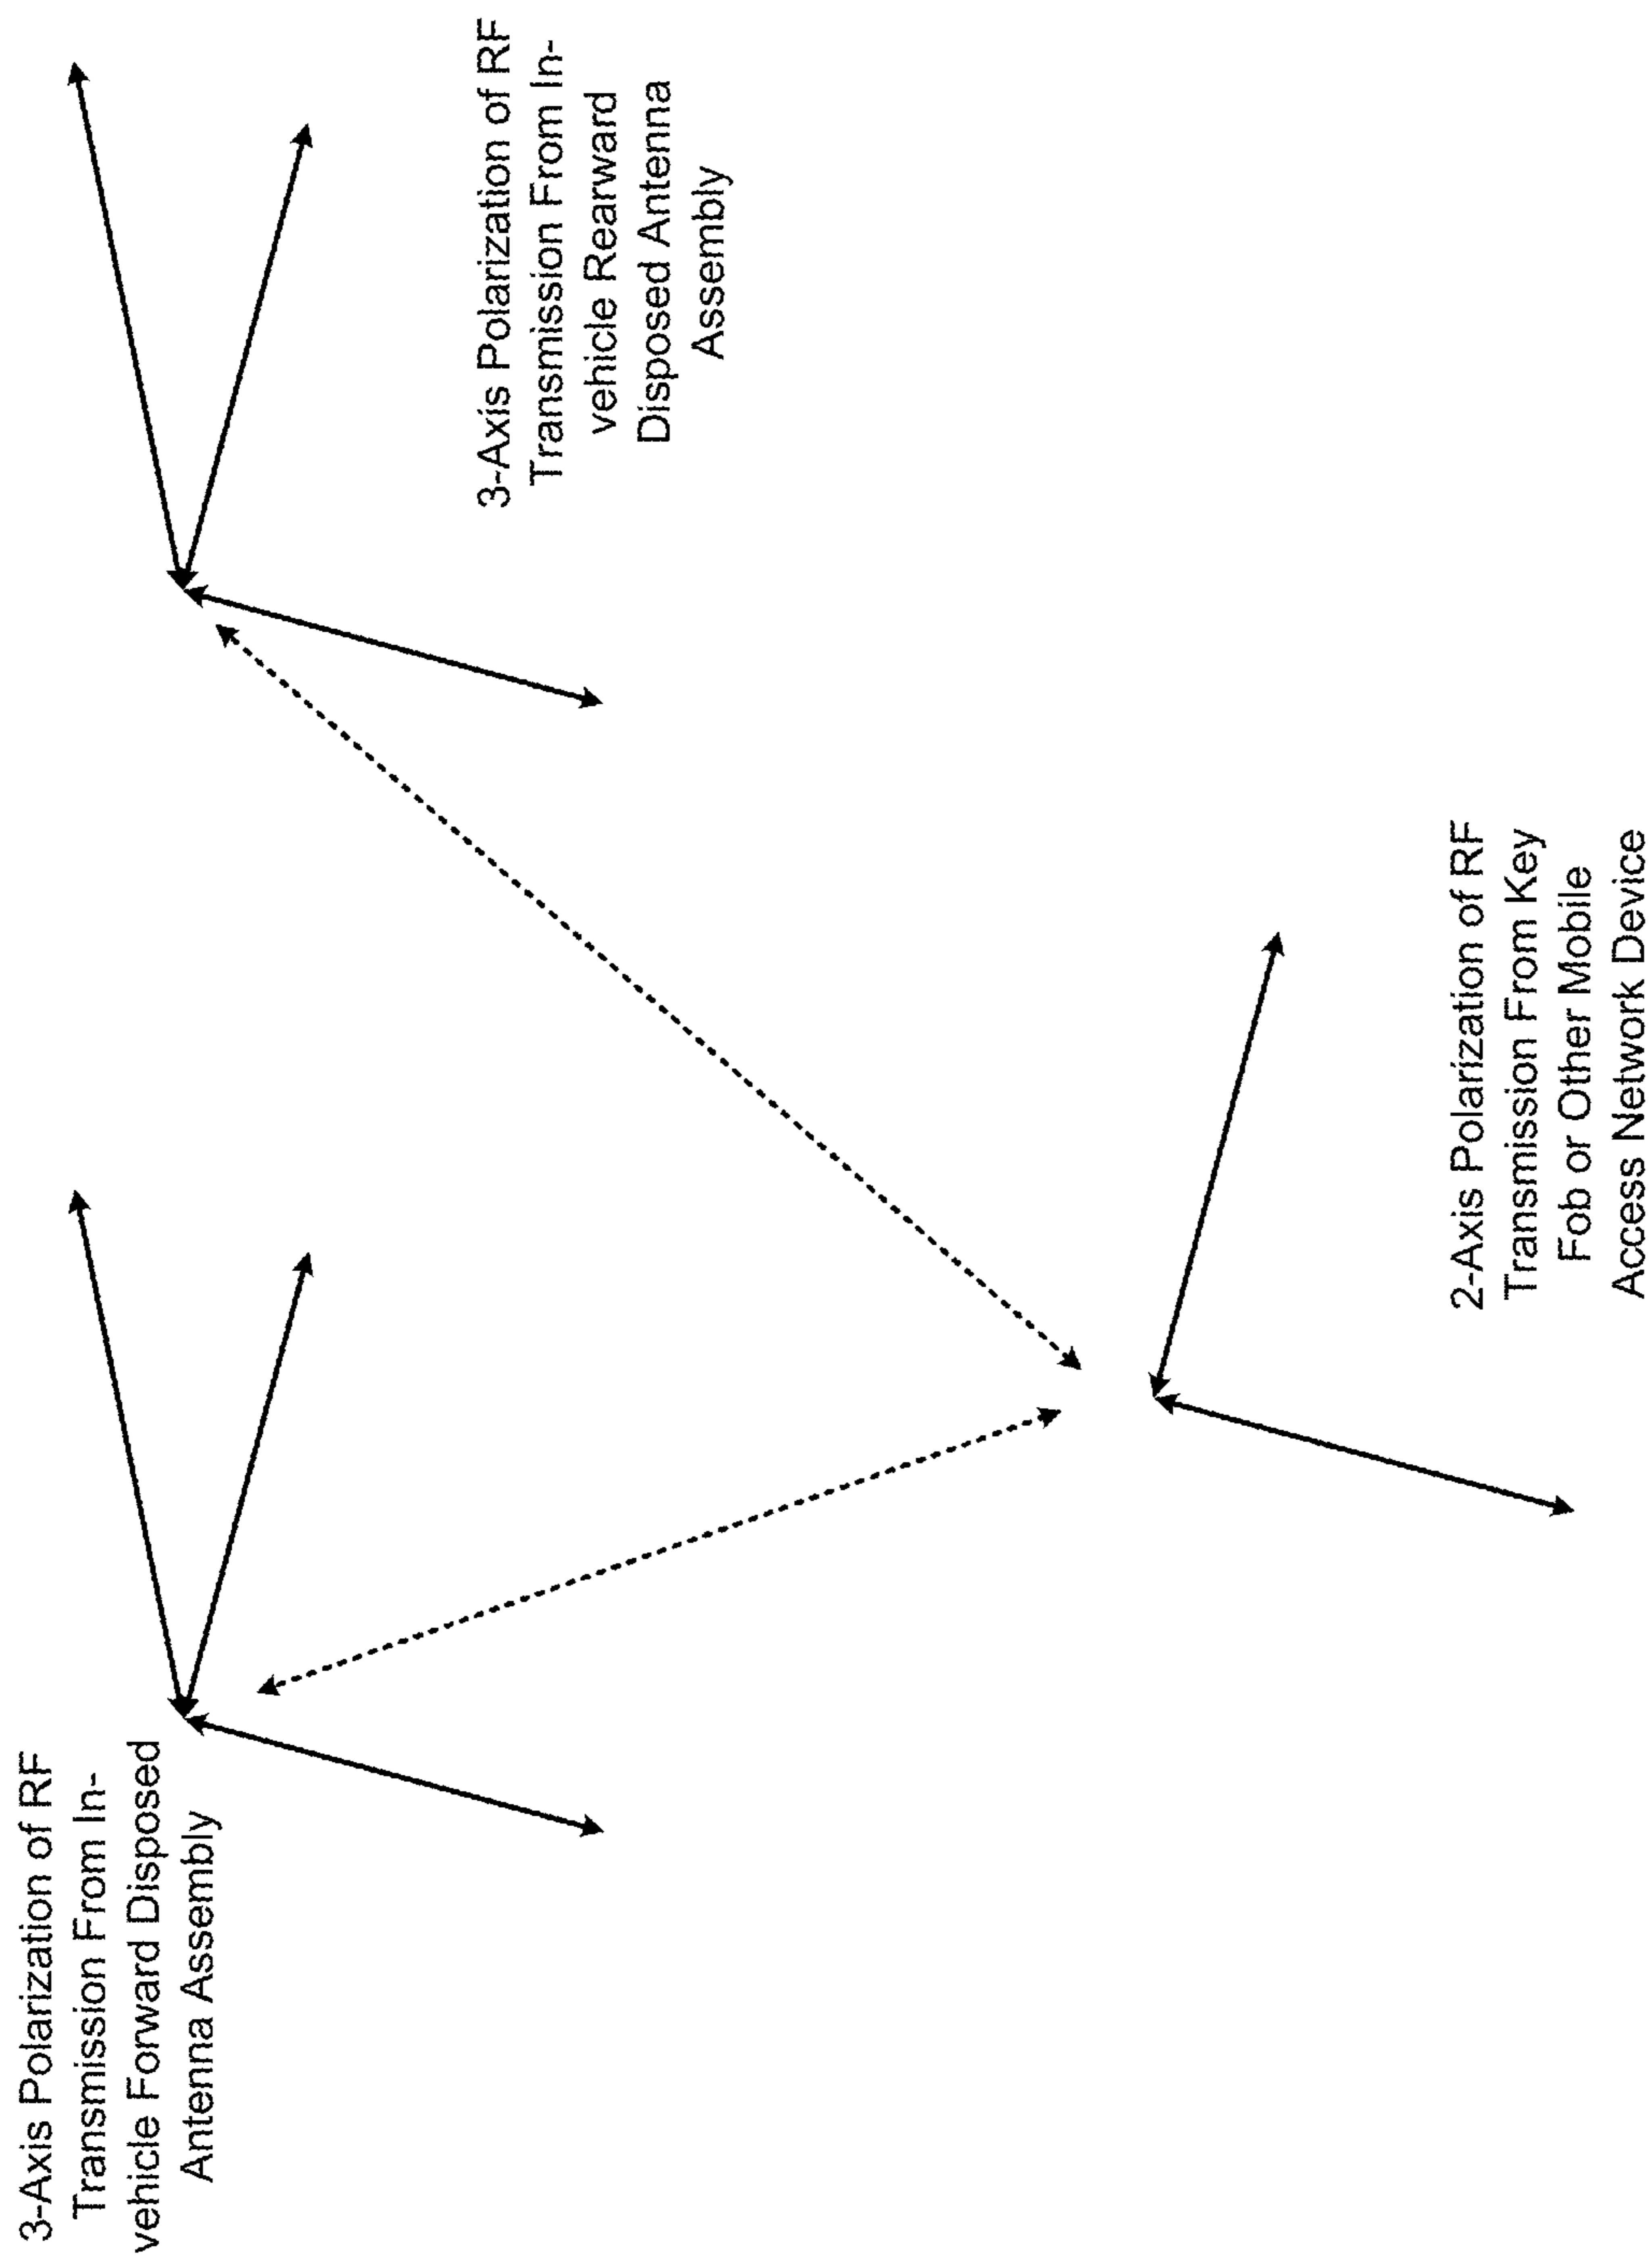 3-Axis Polarization of RF
Transmission From In-
vehicle Forward Disposed
Antenna Assembly
3-Axis Polarization of RF
Transmission From In-
vehicle Rearward
Disposed Antenna
Assembly
2-Axis Polarization of RF
Transmission From Key
Fob or Other Mobile
Access Network Device